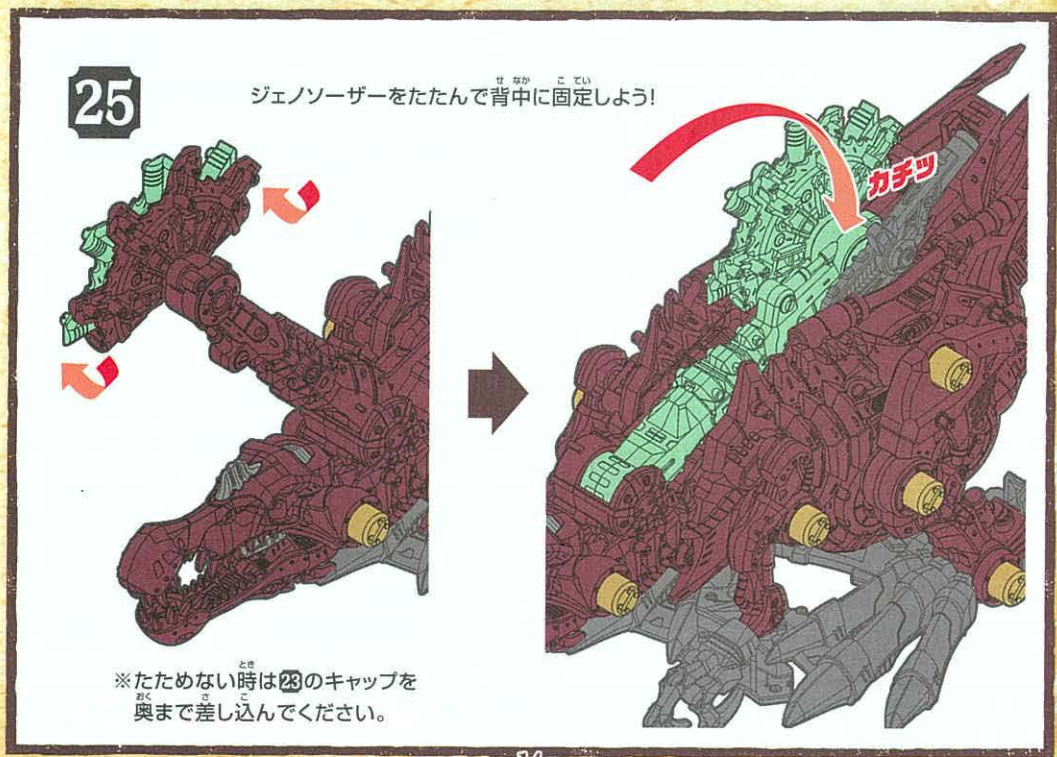 25
ジェノソーザーをたたんで背中に固定しよう!
カチッ
※たためない時は23のキャップを
奥まで差し込んでください。